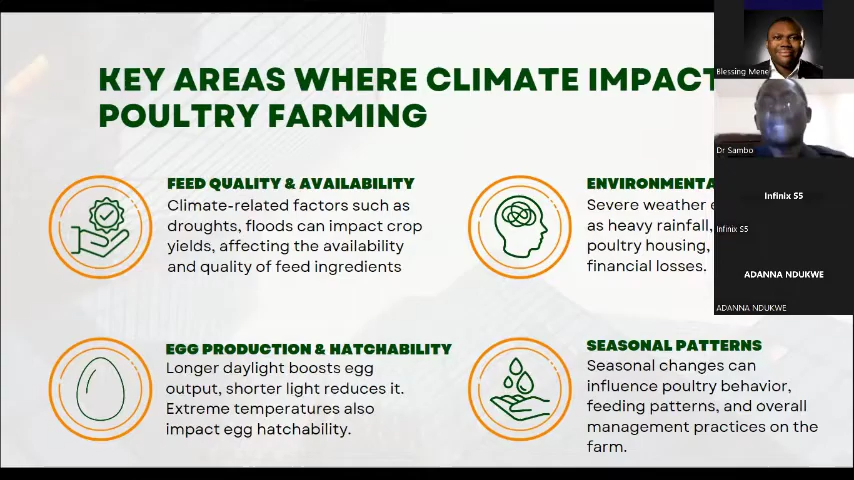 KEY AREAS WHERE CLIMATE IMPACT
POULTRY FARMING
FEED QUALITY & AVAILABILITY
Climate-related factors such as
droughts, floods can impact crop
yields, affecting the availability
and quality of feed ingredients
ENVIRONMENTA
Severe weather e
as heavy rainfall,
poultry housing,
financial losses.
EGG PRODUCTION & HATCHABILITY
Longer daylight boosts egg
output, shorter light reduces it.
Extreme temperatures also
impact egg hatchability.
SEASONAL PATTERNS
Seasonal changes can
influence poultry behavior,
feeding patterns, and overall
management practices on the
farm.
Blessing Mene
Dr Sambo
Infinix S5
Infinix S5
ADANNA NDUKWE
ADANNA NDUKWE